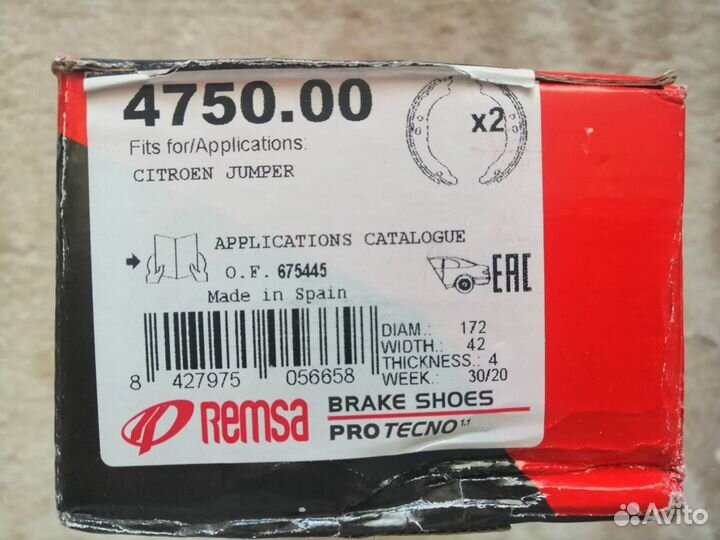 4750.00
x2
Fits for/Applications:
CITROEN JUMPER
APPLICATIONS CATALOGUE
O.F. 675445
Made in Spain
EAC
DIAM.: 172
WIDTH.: 42
THICKNESS.: 4
WEEK.: 30/20
8 427975 056658
Remsa
BRAKE SHOES
PRO TECNO 1.1
Avito